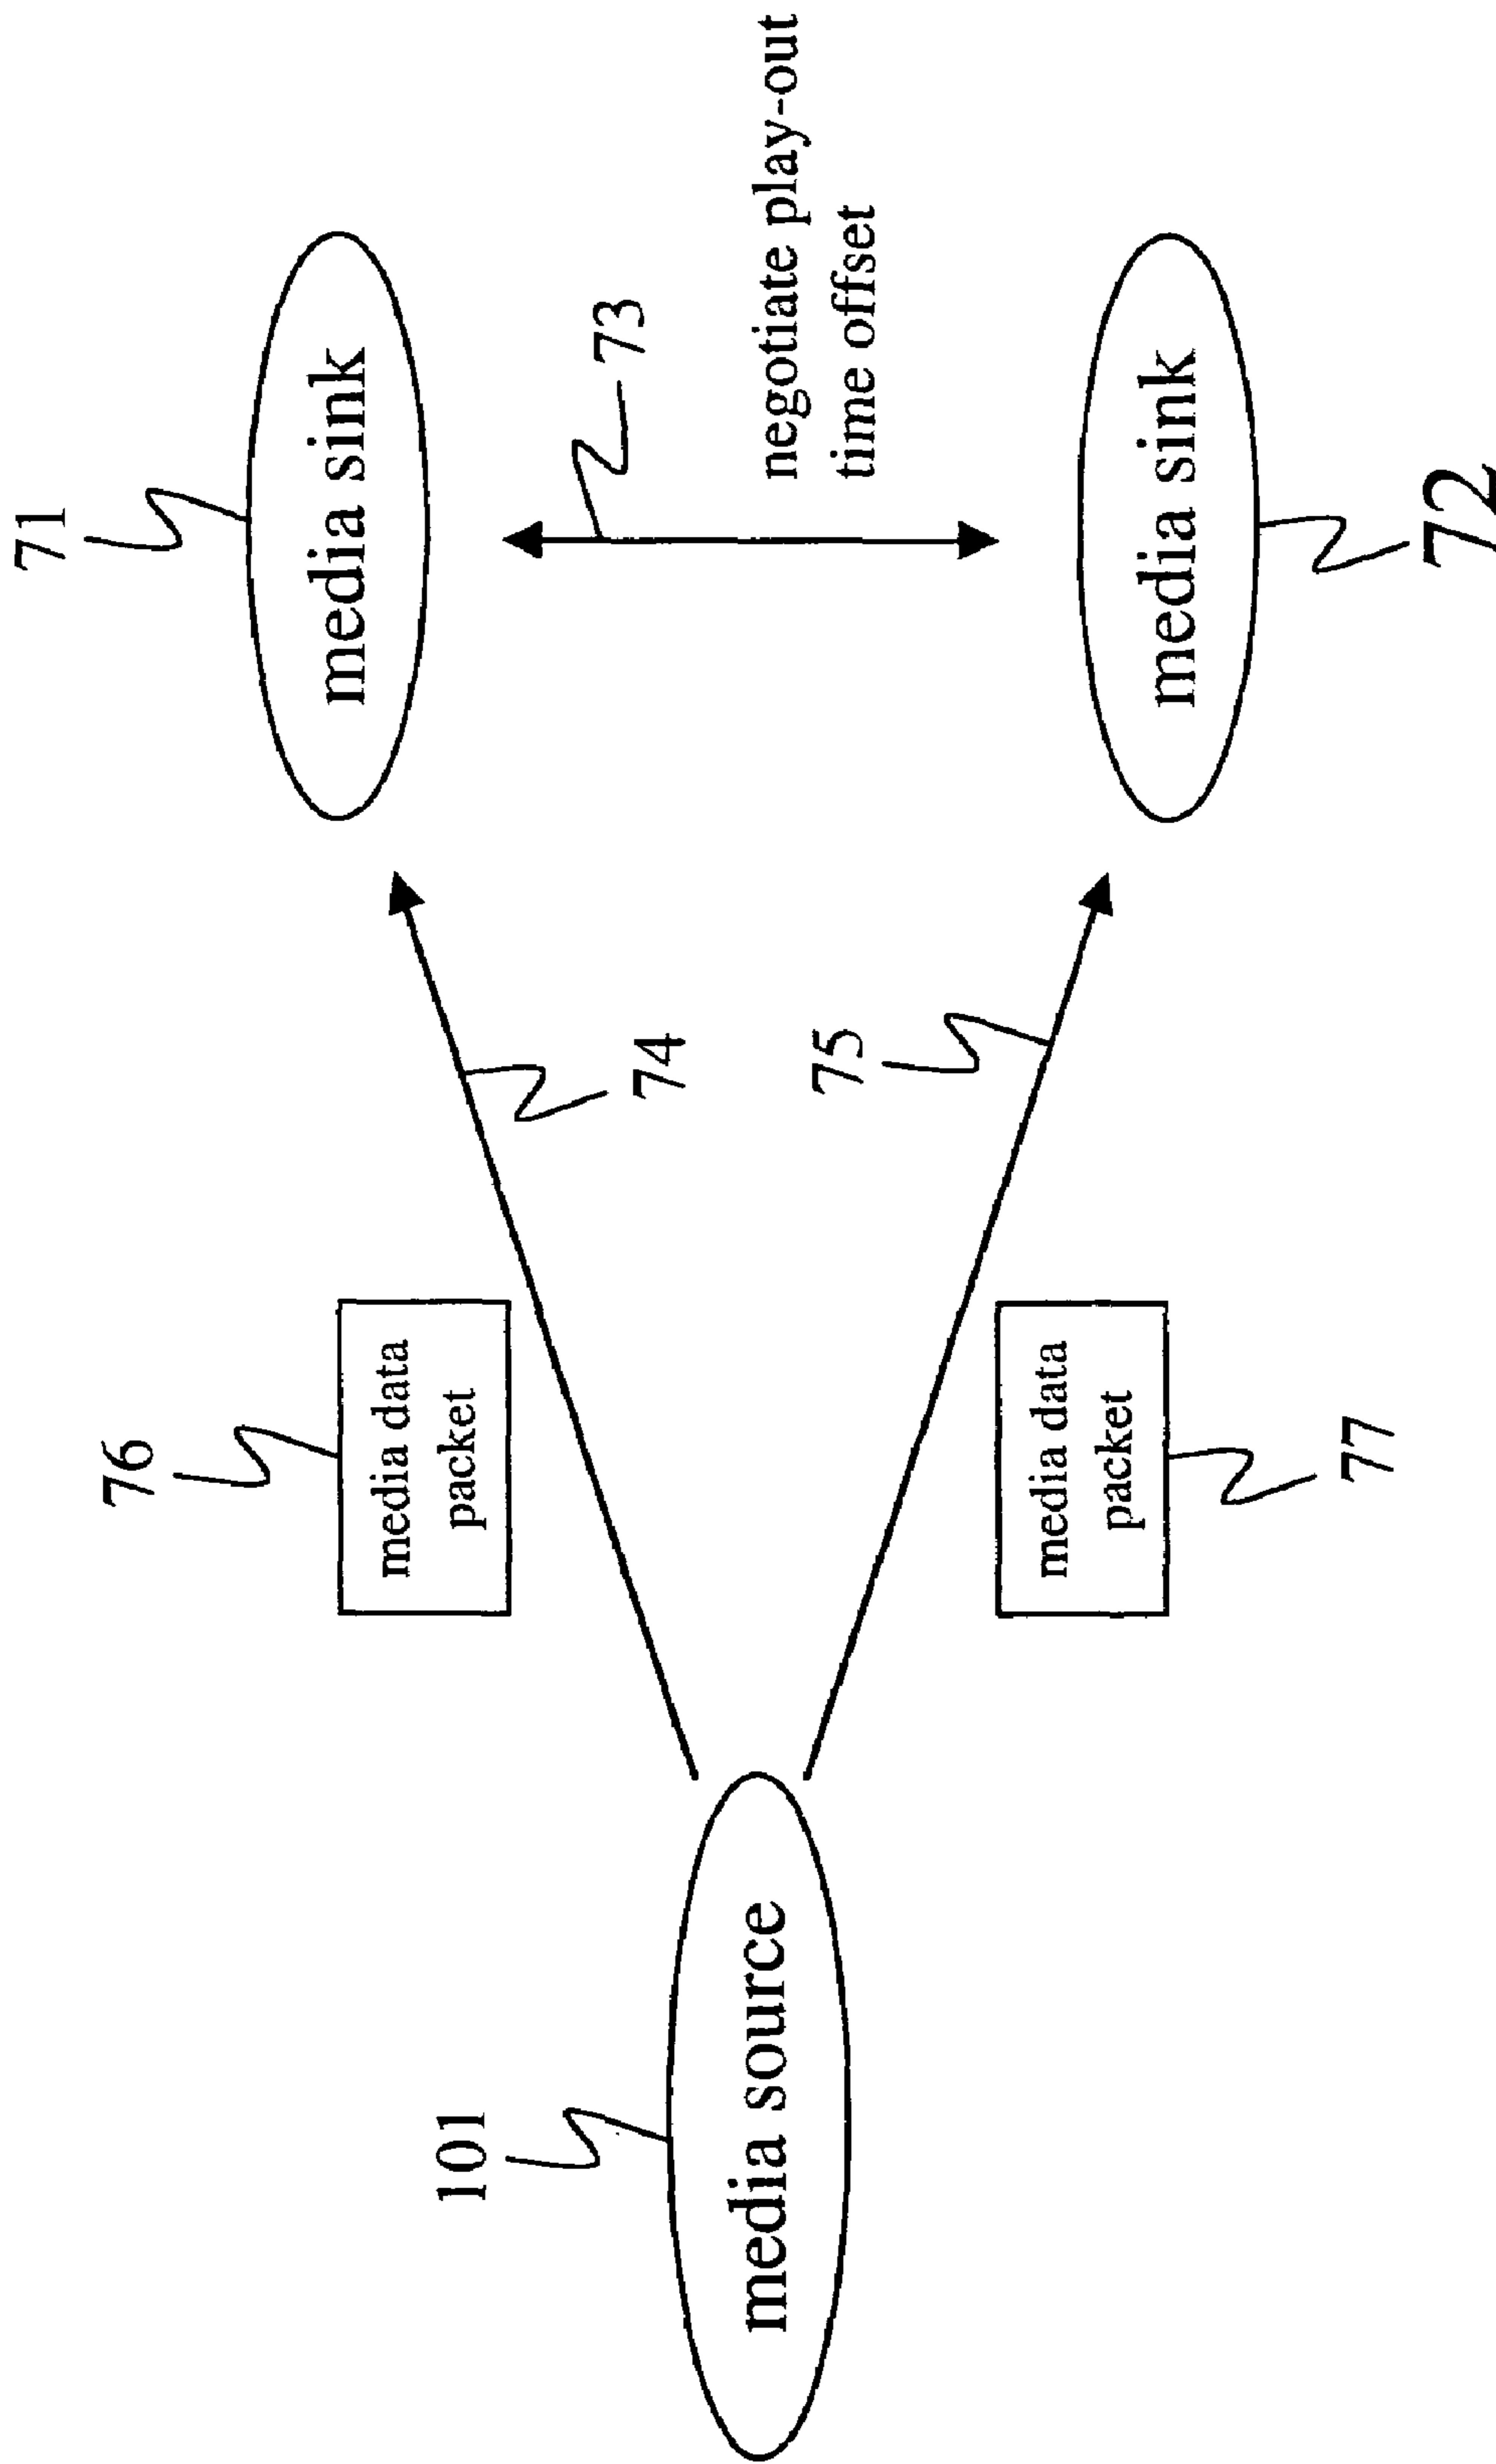 71
media sink
76
media data
packet
73
101
media source
74
negotiate play-out
time offset
75
media data
packet
77
media sink
72